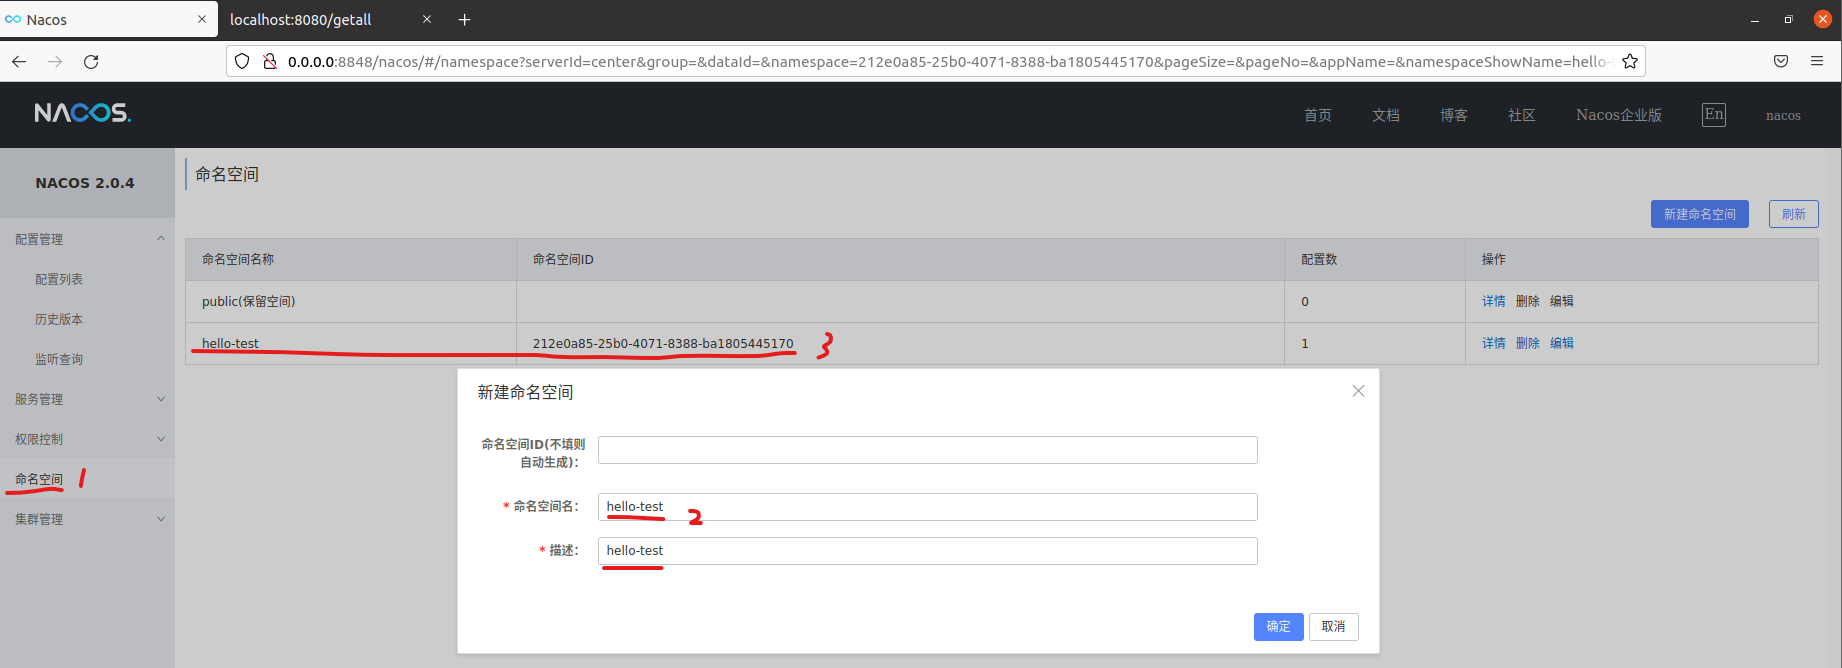 Nacos
localhost:8080/getall
0.0.0.0:8848/nacos/#/namespace?serverId=center&group=&dataId=&namespace=212e0a85-25b0-4071-8388-ba1805445170&pageSize=&pageNo=&appName=&namespaceShowName=hello-
NACOS.
首页 文档 博客 社区 Nacos企业版 En nacos
NACOS 2.0.4
配置管理
配置列表
历史版本
监听查询
服务管理
权限控制
命名空间 1
集群管理
命名空间
新建命名空间 刷新
命名空间名称 命名空间ID 配置数 操作
public(保留空间) 0 详情 删除 编辑
hello-test 212e0a85-25b0-4071-8388-ba1805445170 3 1 详情 删除 编辑
新建命名空间
命名空间ID(不填则
自动生成)：
* 命名空间名： hello-test 2
* 描述： hello-test
确定 取消